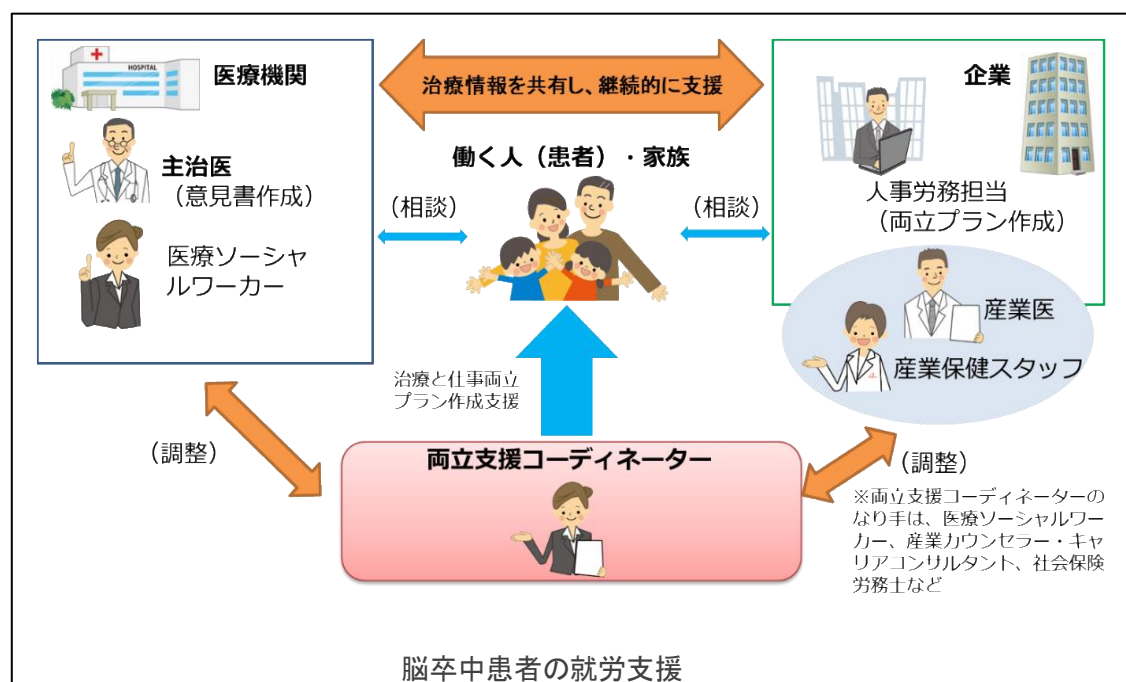 HOSPITAL
医療機関
主治医
（意見書作成）
医療ソーシャ
ルワーカー
治療情報を共有し、継続的に支援
働く人（患者）・家族
（相談）
（相談）
企業
人事労務担当
（両立プラン作成）
産業医
産業保健スタッフ
治療と仕事両立
プラン作成支援
（調整）
両立支援コーディネーター
（調整）
※両立支援コーディネーターの
なり手は、医療ソーシャルワー
カー、産業カウンセラー・キャ
リアコンサルタント、社会保険
労務士など
脳卒中患者の就労支援